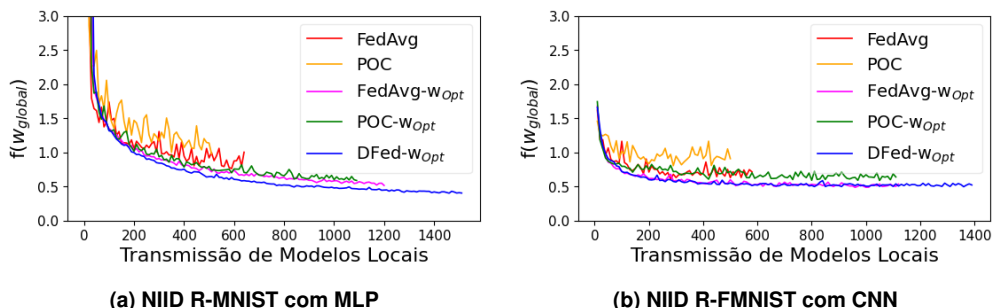 3.0
2.5
2.0
1.5
1.0
0.5
0.0
f(w_global)
FedAvg
POC
FedAvg-w_Opt
POC-w_Opt
DFed-w_Opt
0 200 400 600 800 1000 1200 1400
Transmissão de Modelos Locais
(a) NIID R-MNIST com MLP
3.0
2.5
2.0
1.5
1.0
0.5
0.0
f(w_global)
FedAvg
POC
FedAvg-w_Opt
POC-w_Opt
DFed-w_Opt
0 200 400 600 800 1000 1200 1400
Transmissão de Modelos Locais
(b) NIID R-FMNIST com CNN